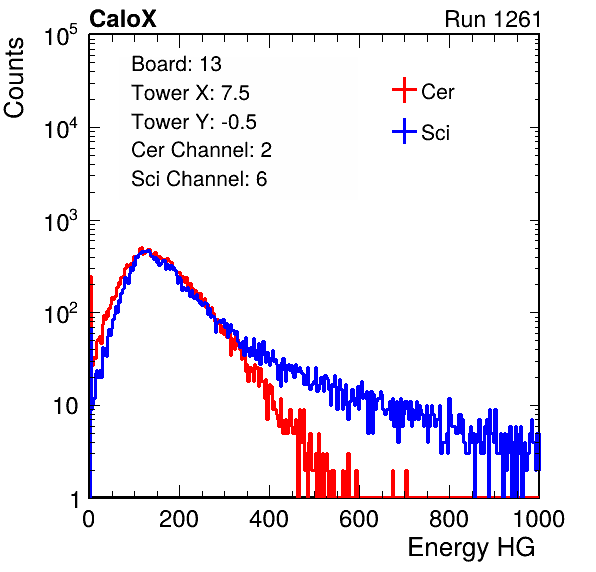 CaloX Run 1261
Counts
10^5
10^4
10^3
10^2
10
1
Board: 13
Tower X: 7.5
Tower Y: -0.5
Cer Channel: 2
Sci Channel: 6
Cer
Sci
0 200 400 600 800 1000
Energy HG